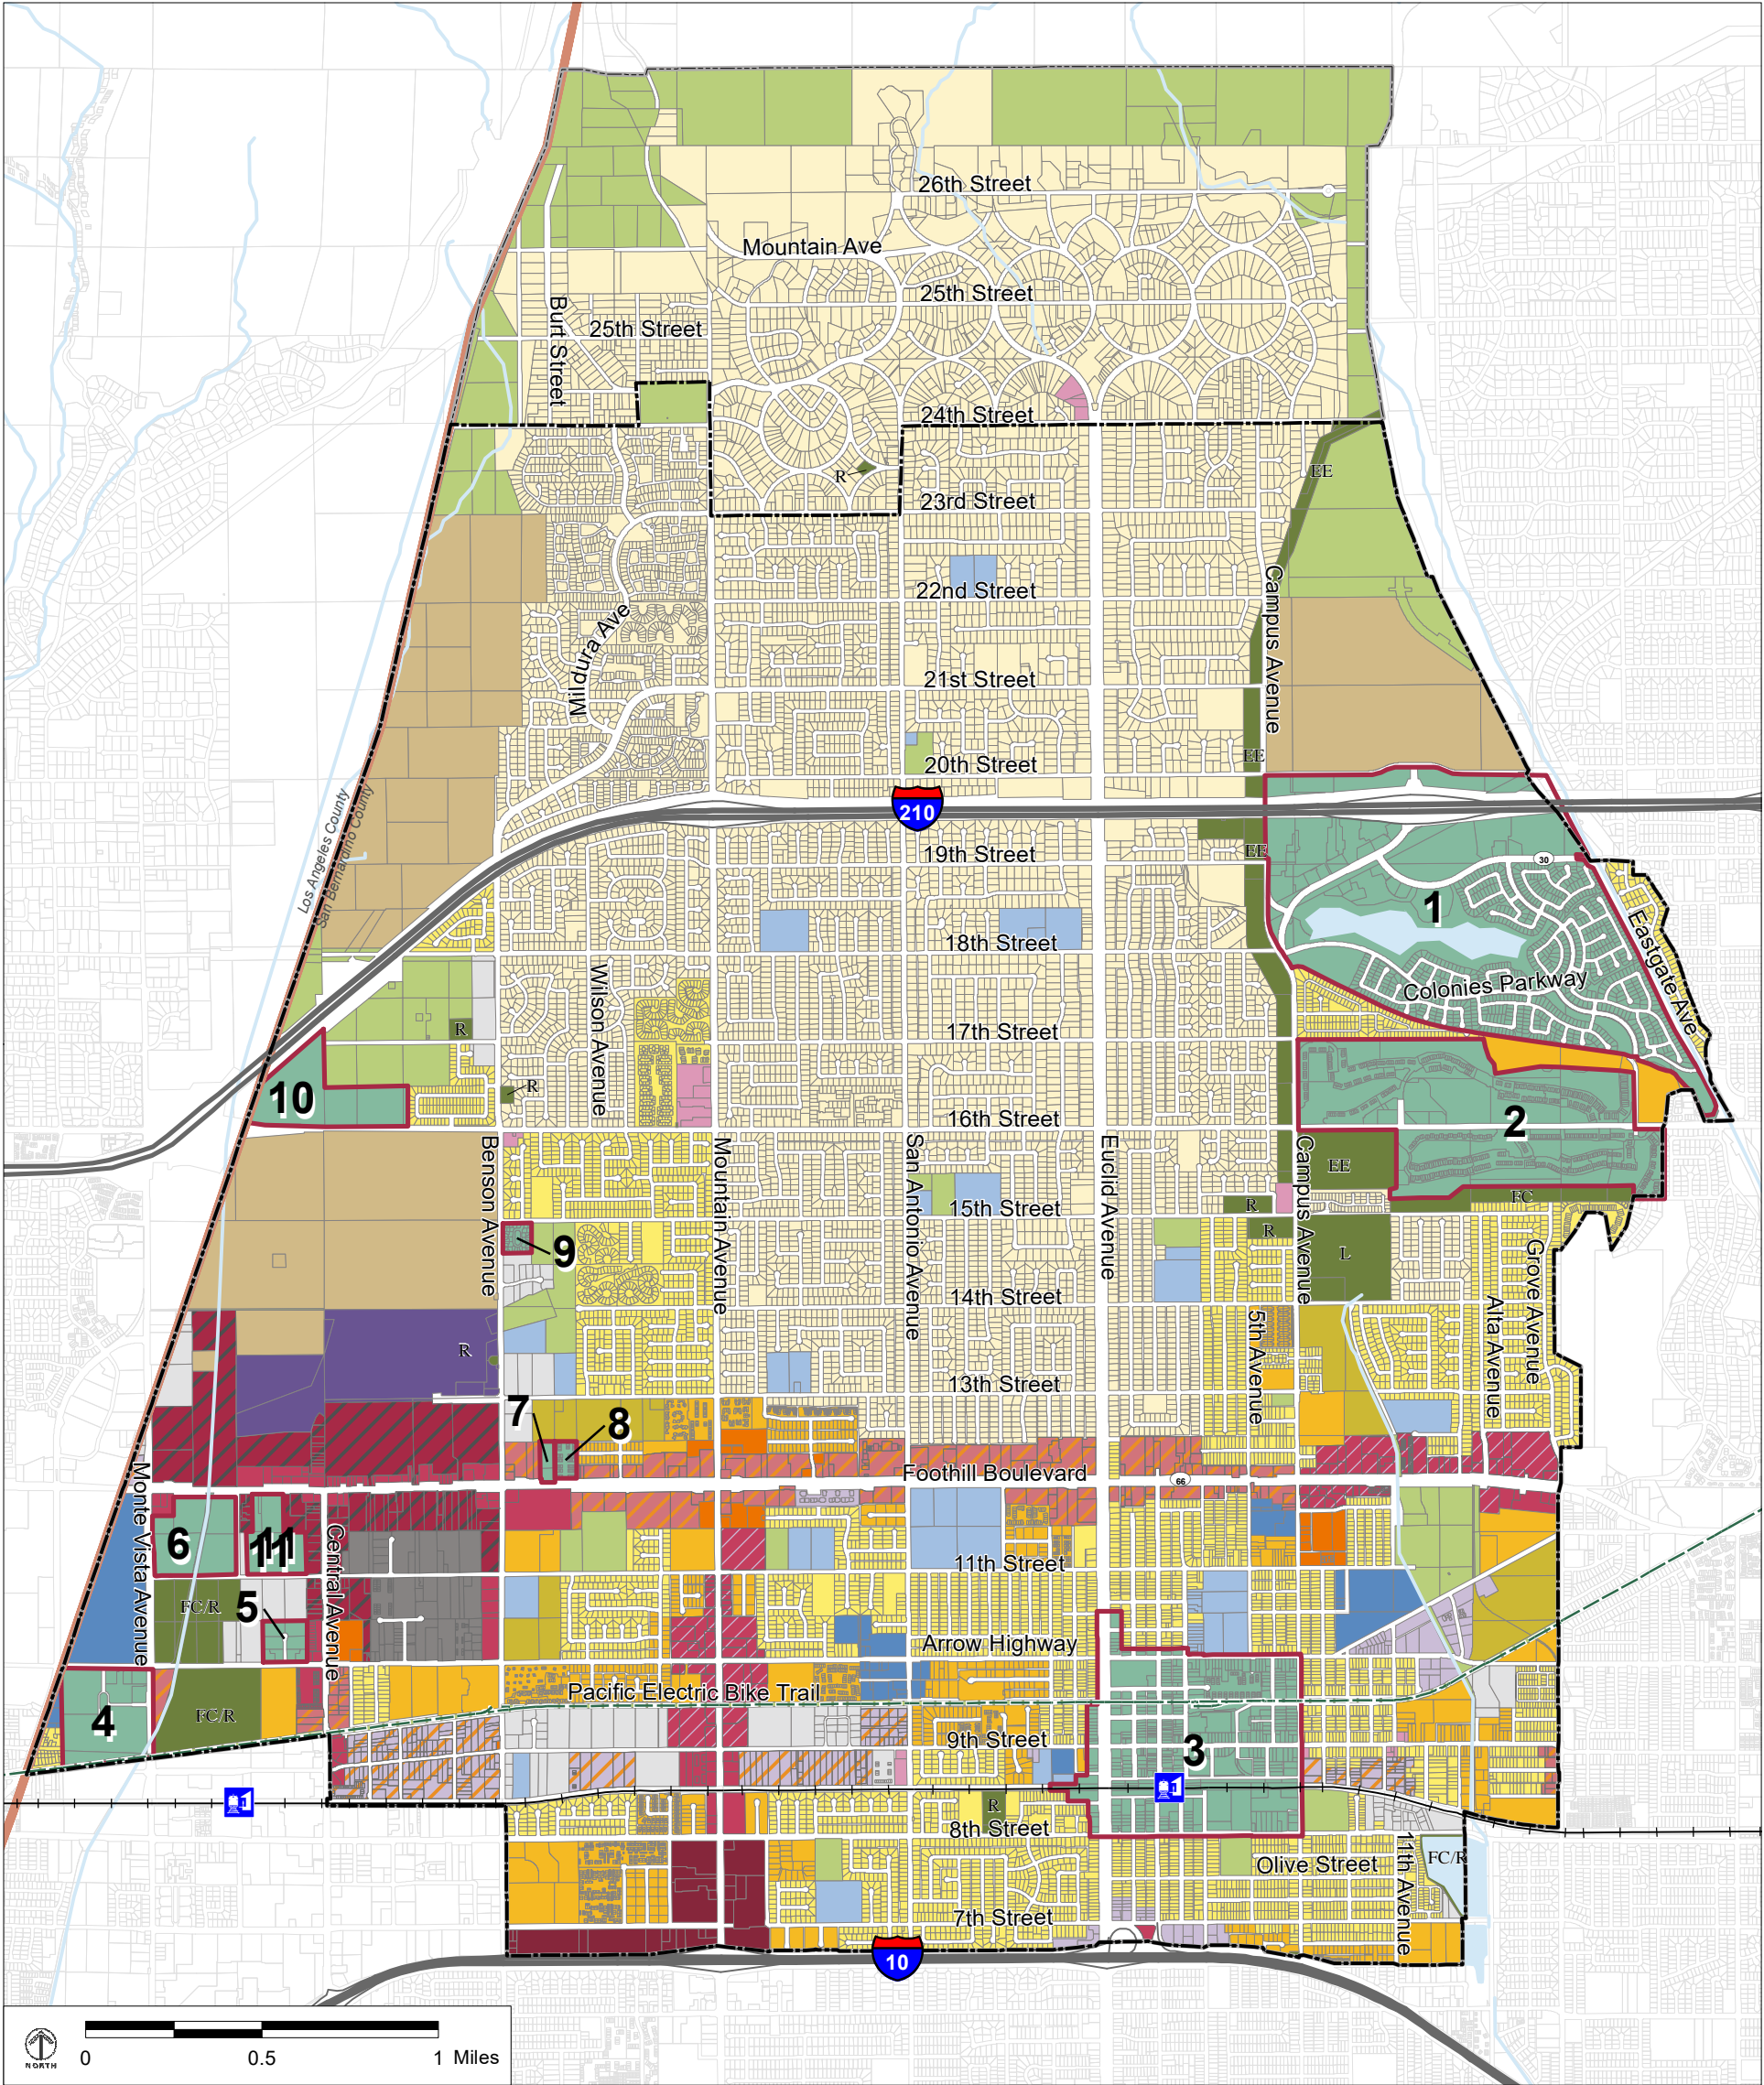 26th Street
Mountain Ave
25th Street
Burt Street
25th Street
24th Street
R
EE
23rd Street
22nd Street
Campus Avenue
Mildura Ave
21st Street
EE
20th Street
210
Los Angeles County
San Bernardino County
19th Street
EE
30
1
18th Street
Eastgate Ave
Wilson Avenue
Colonies Parkway
R
17th Street
R
10
16th Street
2
Benson Avenue
Mountain Avenue
San Antonio Avenue
Euclid Avenue
Campus Avenue
EE
FC
15th Street
R
R
9
L
Grove Avenue
14th Street
Alta Avenue
5th Avenue
R
13th Street
7
8
Foothill Boulevard
66
Monte Vista Avenue
6
11
Central Avenue
11th Street
FC/R
5
Arrow Highway
Pacific Electric Bike Trail
4
FC/R
9th Street
3
R
8th Street
11th Avenue
Olive Street
FC/R
7th Street
10
NORTH
0
0.5
1 Miles